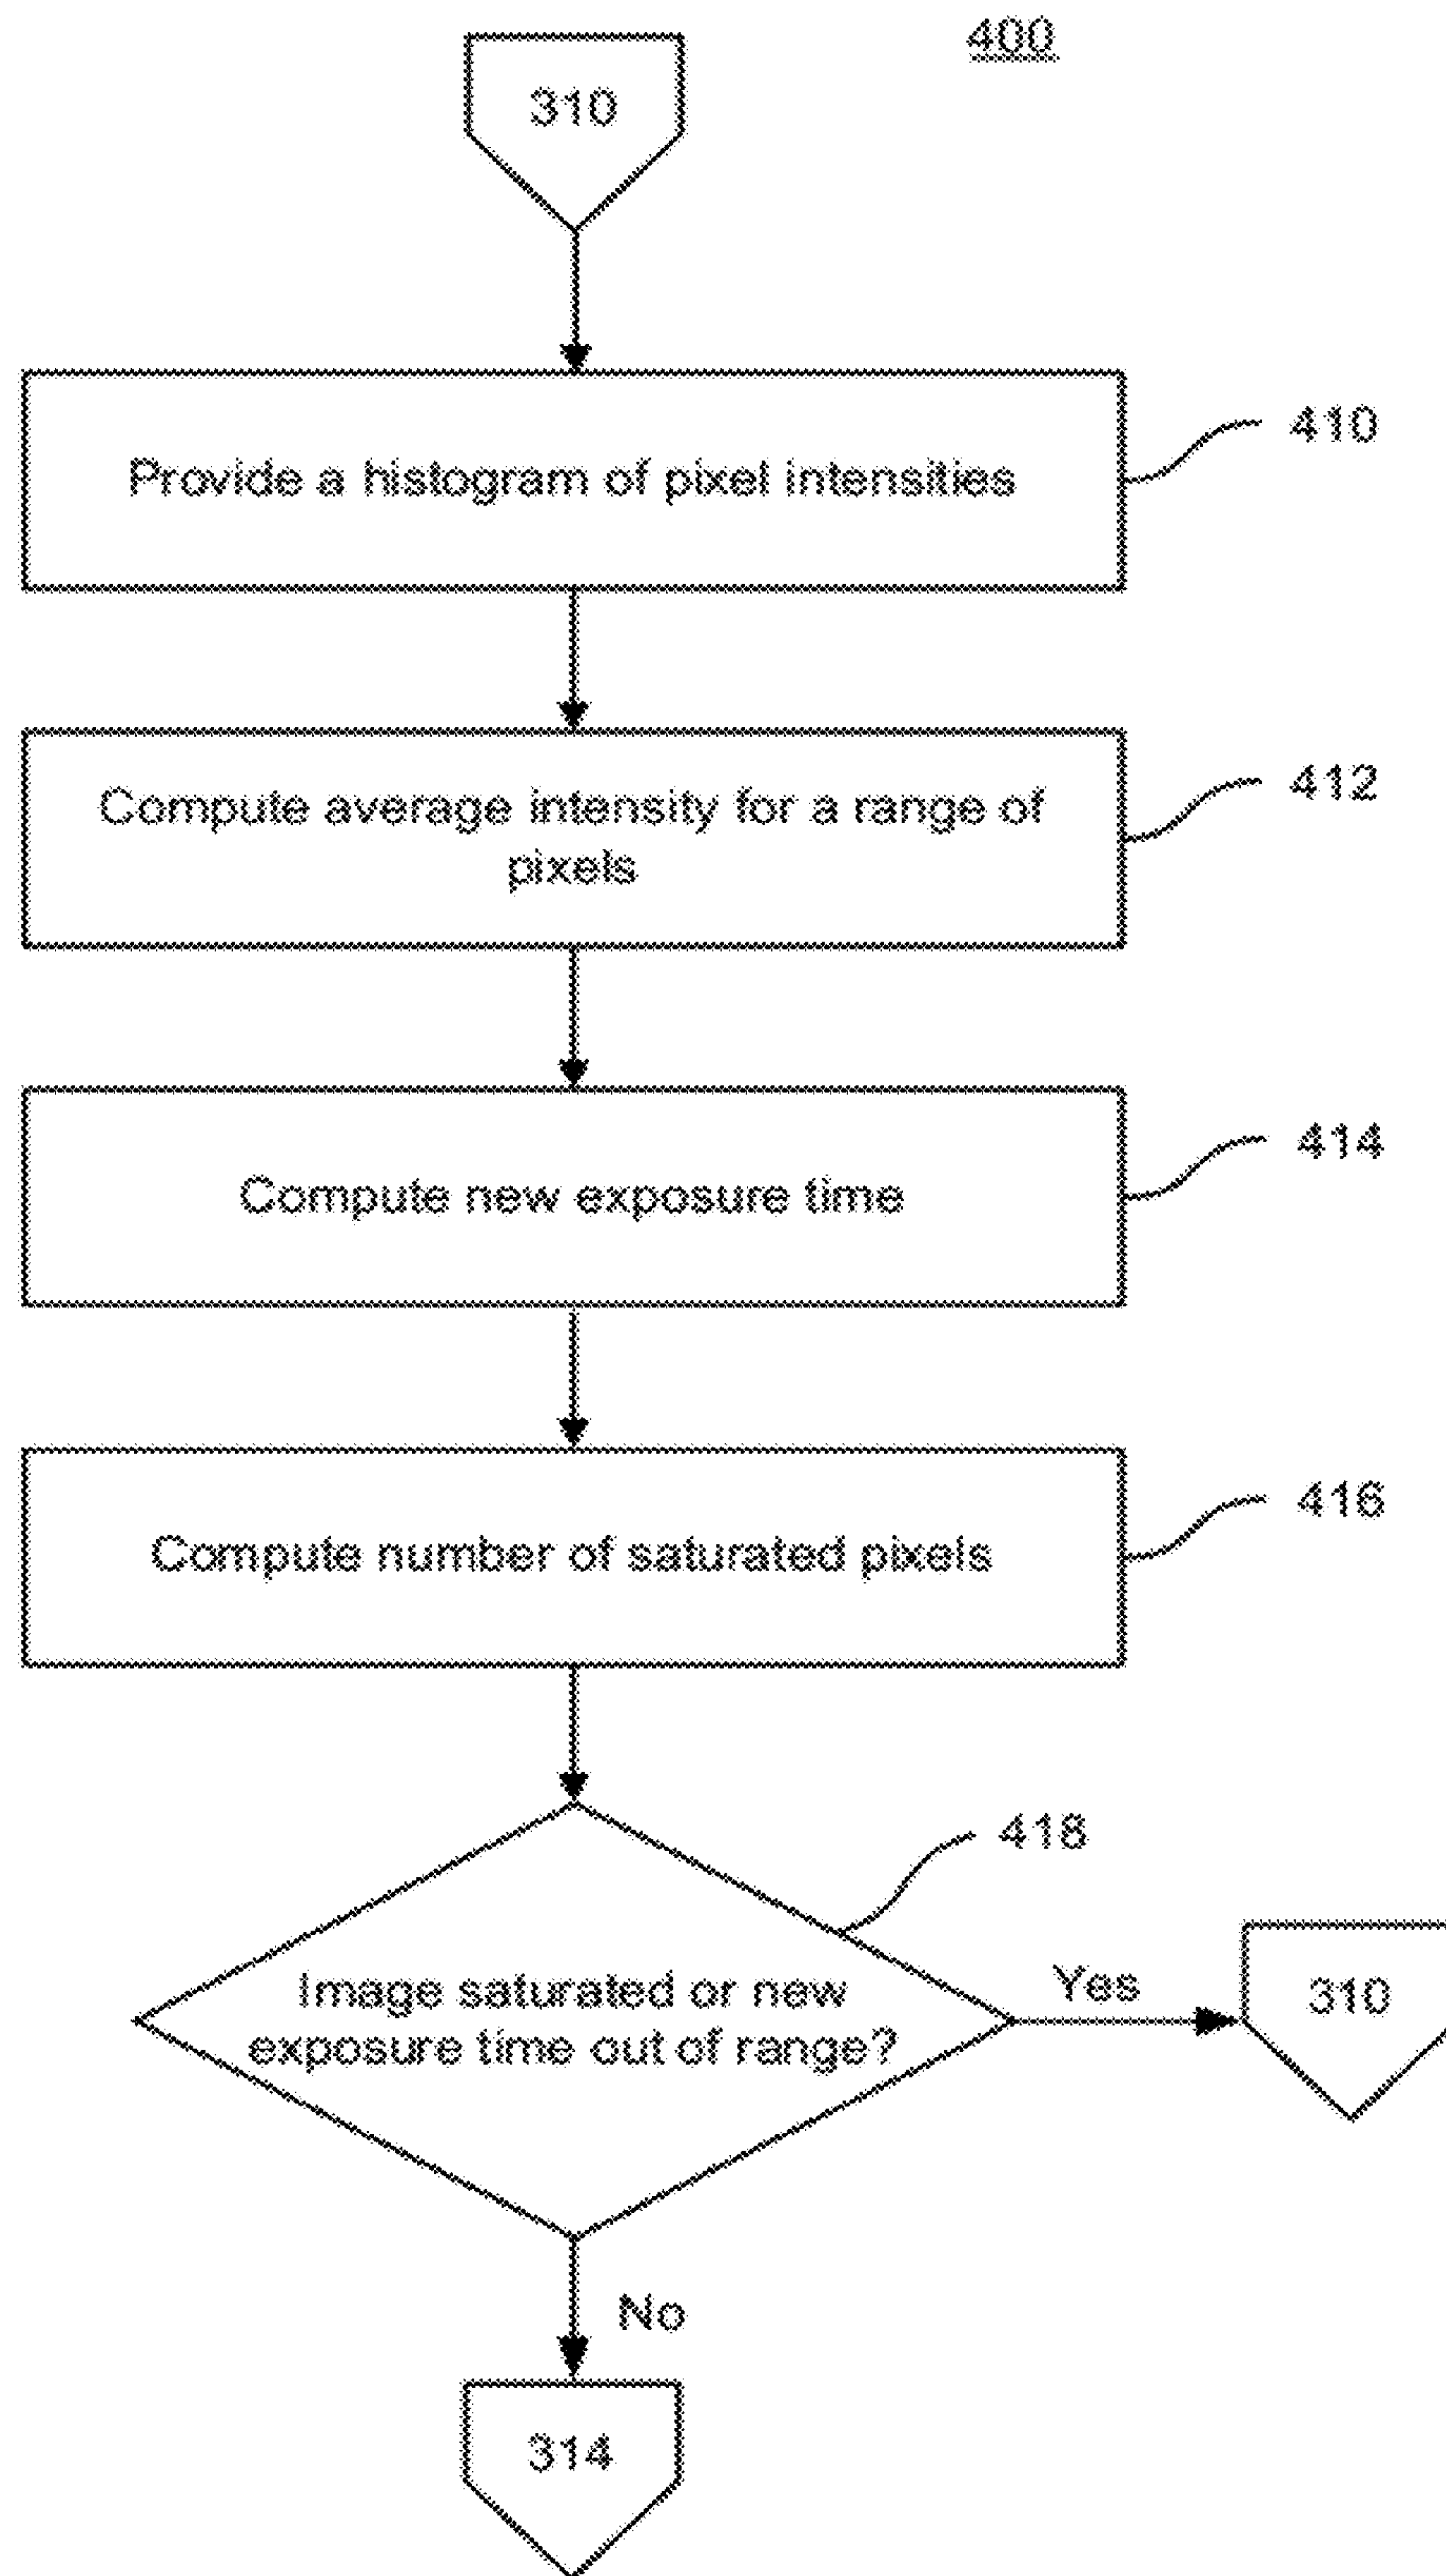 400
310
Provide a histogram of pixel intensities
410
Compute average intensity for a range of
pixels
412
Compute new exposure time
414
Compute number of saturated pixels
416
418
Image saturated or new
exposure time out of range?
Yes
310
No
314